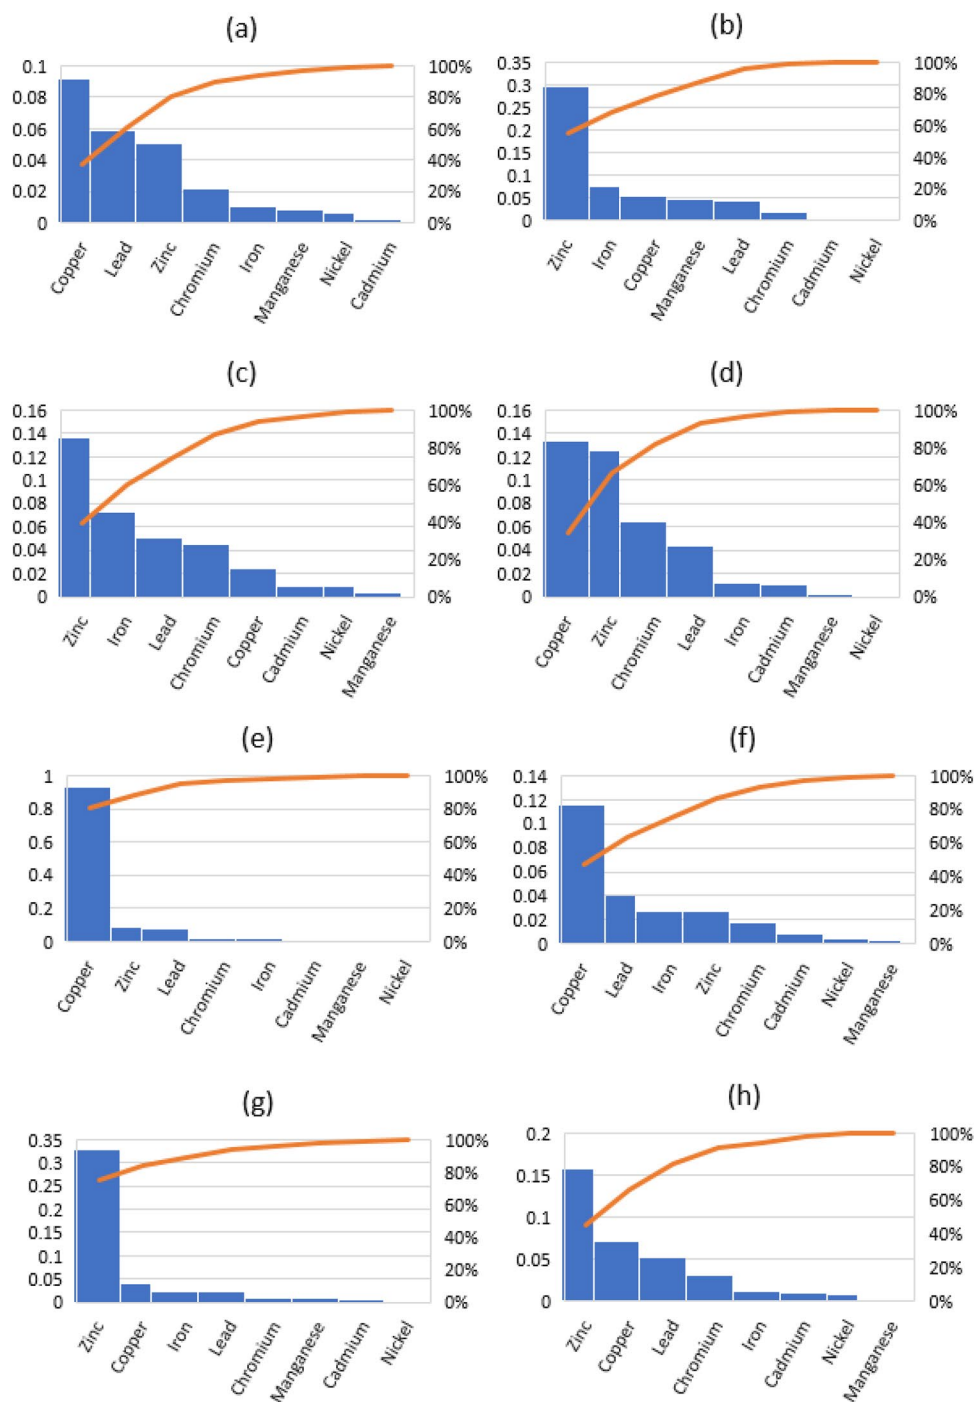 (a)
0.1
0.08
0.06
0.04
0.02
0
100%
80%
60%
40%
20%
0%
Copper
Lead
Zinc
Chromium
Iron
Manganese
Nickel
Cadmium
(b)
0.35
0.3
0.25
0.2
0.15
0.1
0.05
0
100%
80%
60%
40%
20%
0%
Zinc
Iron
Copper
Manganese
Lead
Chromium
Cadmium
Nickel
(c)
0.16
0.14
0.12
0.1
0.08
0.06
0.04
0.02
0
100%
80%
60%
40%
20%
0%
Zinc
Iron
Lead
Chromium
Copper
Cadmium
Nickel
Manganese
(d)
0.16
0.14
0.12
0.1
0.08
0.06
0.04
0.02
0
100%
80%
60%
40%
20%
0%
Copper
Zinc
Chromium
Lead
Iron
Cadmium
Manganese
Nickel
(e)
1
0.8
0.6
0.4
0.2
0
100%
80%
60%
40%
20%
0%
Copper
Zinc
Lead
Chromium
Iron
Cadmium
Manganese
Nickel
(f)
0.14
0.12
0.1
0.08
0.06
0.04
0.02
0
100%
80%
60%
40%
20%
0%
Copper
Lead
Iron
Zinc
Chromium
Cadmium
Nickel
Manganese
(g)
0.35
0.3
0.25
0.2
0.15
0.1
0.05
0
100%
80%
60%
40%
20%
0%
Zinc
Copper
Iron
Lead
Chromium
Manganese
Cadmium
Nickel
(h)
0.2
0.15
0.1
0.05
0
100%
80%
60%
40%
20%
0%
Zinc
Copper
Lead
Chromium
Iron
Cadmium
Nickel
Manganese